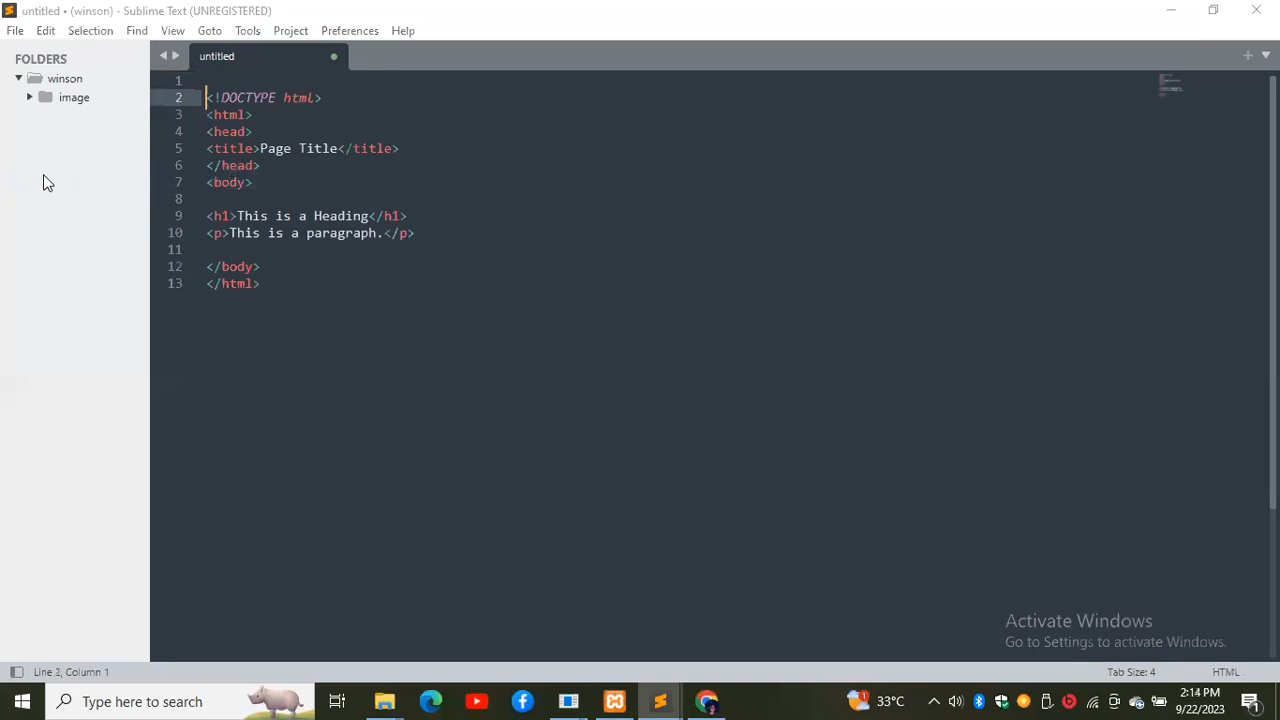 untitled • (winson) - Sublime Text (UNREGISTERED)
File Edit Selection View Find Goto Tools Project Preferences Help
FOLDERS
winson
image
untitled
1
2 <!DOCTYPE html>
3 <html>
4 <head>
5 <title>Page Title</title>
6 </head>
7 <body>
8
9 <h1>This is a Heading</h1>
10 <p>This is a paragraph.</p>
11
12 </body>
13 </html>
Activate Windows
Go to Settings to activate Windows.
Line 2, Column 1 Tab Size: 4 HTML
Type here to search 1 33°C 2:14 PM
9/22/2023 1